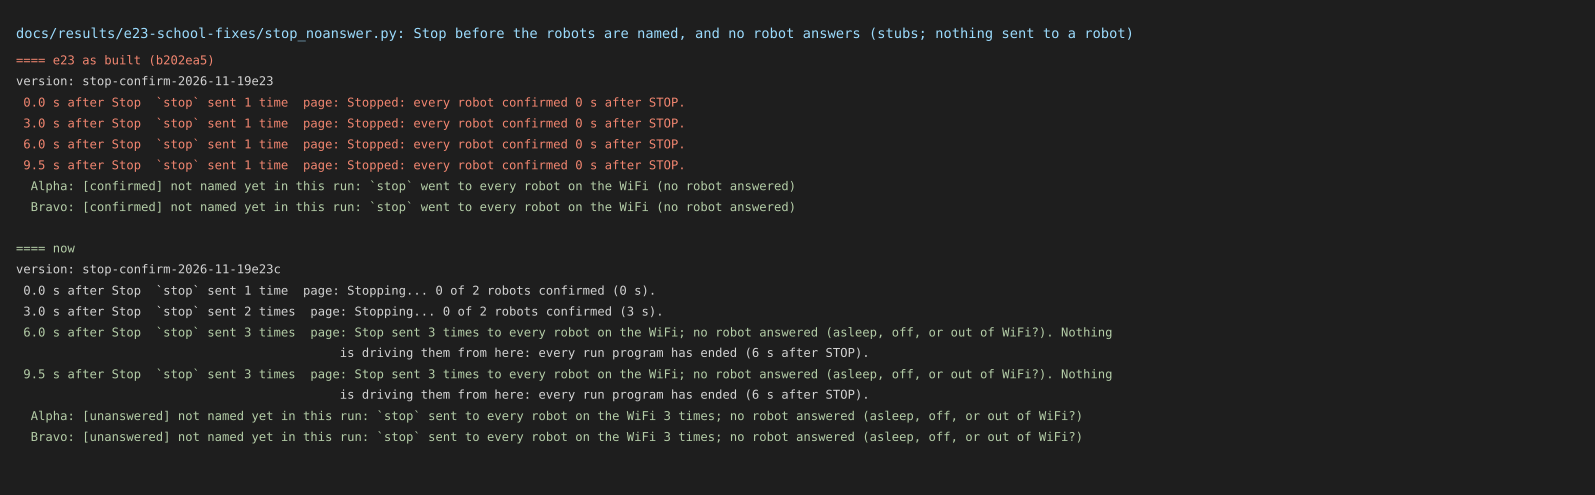 docs/results/e23-school-fixes/stop_noanswer.py: Stop before the robots are named, and no robot answers (stubs; nothing sent to a robot)
==== e23 as built (b202ea5)
version: stop-confirm-2026-11-19e23
0.0 s after Stop  `stop` sent 1 time  page: Stopped: every robot confirmed 0 s after STOP.
3.0 s after Stop  `stop` sent 1 time  page: Stopped: every robot confirmed 0 s after STOP.
6.0 s after Stop  `stop` sent 1 time  page: Stopped: every robot confirmed 0 s after STOP.
9.5 s after Stop  `stop` sent 1 time  page: Stopped: every robot confirmed 0 s after STOP.
Alpha: [confirmed] not named yet in this run: `stop` went to every robot on the WiFi (no robot answered)
Bravo: [confirmed] not named yet in this run: `stop` went to every robot on the WiFi (no robot answered)
==== now
version: stop-confirm-2026-11-19e23c
0.0 s after Stop  `stop` sent 1 time  page: Stopping... 0 of 2 robots confirmed (0 s).
3.0 s after Stop  `stop` sent 2 times  page: Stopping... 0 of 2 robots confirmed (3 s).
6.0 s after Stop  `stop` sent 3 times  page: Stop sent 3 times to every robot on the WiFi; no robot answered (asleep, off, or out of WiFi?). Nothing
is driving them from here: every run program has ended (6 s after STOP).
9.5 s after Stop  `stop` sent 3 times  page: Stop sent 3 times to every robot on the WiFi; no robot answered (asleep, off, or out of WiFi?). Nothing
is driving them from here: every run program has ended (6 s after STOP).
Alpha: [unanswered] not named yet in this run: `stop` sent to every robot on the WiFi 3 times; no robot answered (asleep, off, or out of WiFi?)
Bravo: [unanswered] not named yet in this run: `stop` sent to every robot on the WiFi 3 times; no robot answered (asleep, off, or out of WiFi?)